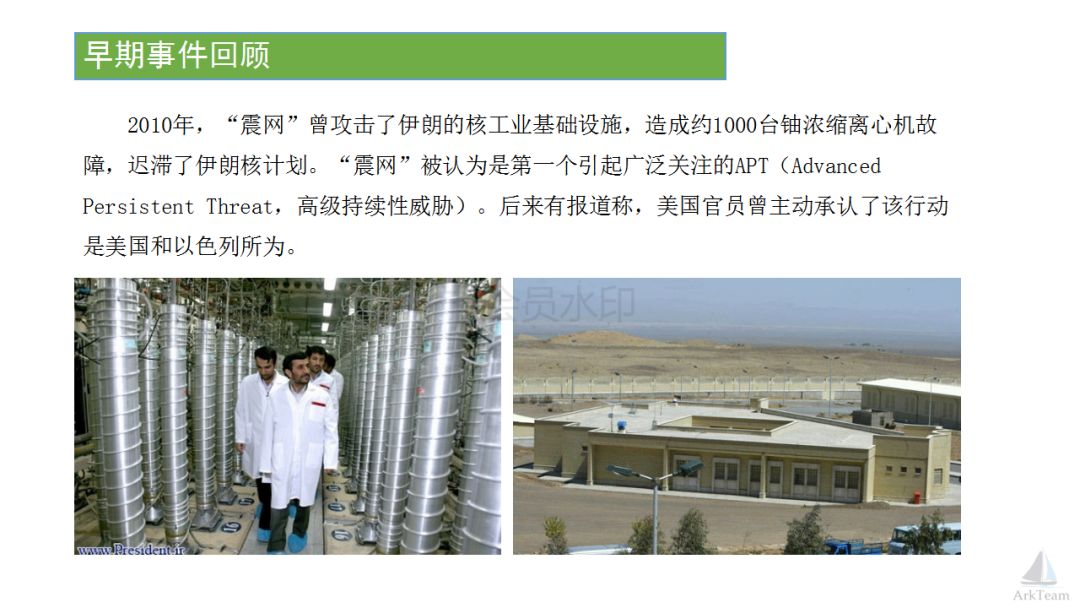 早期事件回顾
2010年，“震网”曾攻击了伊朗的核工业基础设施，造成约1000台铀浓缩离心机故
障，迟滞了伊朗核计划。“震网”被认为是第一个引起广泛关注的APT（Advanced
Persistent Threat，高级持续性威胁）。后来有报道称，美国官员曾主动承认了该行动
是美国和以色列所为。
会员水印
www.President.ir
ArkTeam